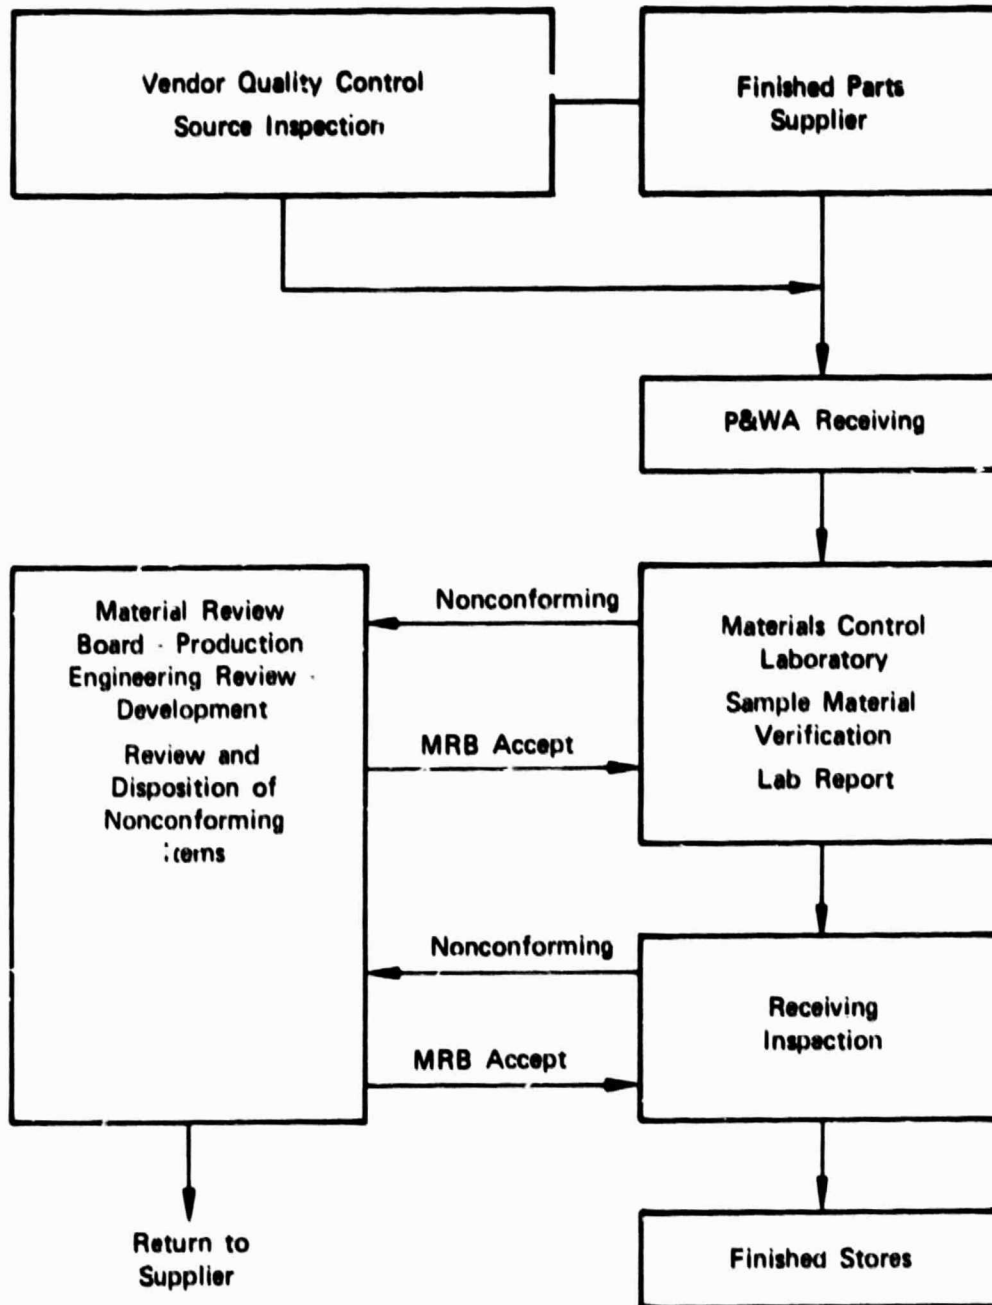 Vendor Quality Control
Source Inspection
Finished Parts
Supplier
P&WA Receiving
Material Review
Board - Production
Engineering Review -
Development
Review and
Disposition of
Nonconforming
Items
Nonconforming
MRB Accept
Materials Control
Laboratory
Sample Material
Verification
Lab Report
Nonconforming
MRB Accept
Receiving
Inspection
Return to
Supplier
Finished Stores